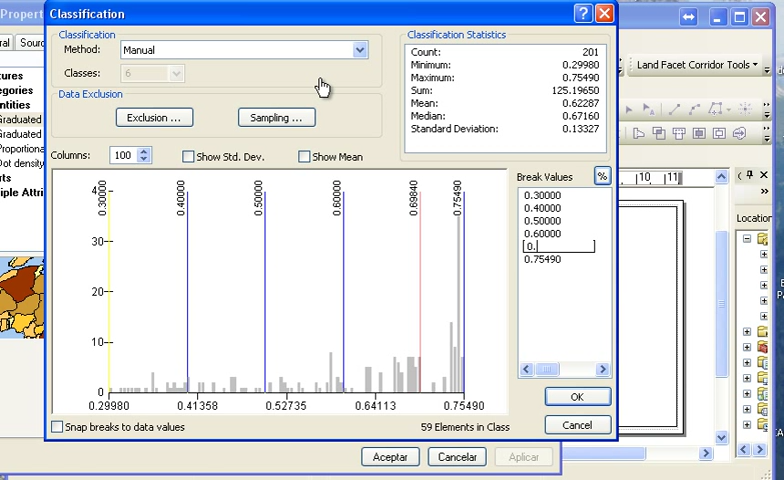 Propert
Classification
ral
Sourc
Classification
Method:
Manual
Classes:
6
Data Exclusion
Exclusion ...
Sampling ...
Columns:
100
Show Std. Dev.
Show Mean
Classification Statistics
Count: 201
Minimum: 0.29980
Maximum: 0.75490
Sum: 125.19650
Mean: 0.62287
Median: 0.67160
Standard Deviation: 0.13327
Break Values
%
0.30000
0.40000
0.50000
0.60000
0.
0.75490
0.30000
0.40000
0.50000
0.60000
0.69840
0.75490
40
30
20
10
0
0.29980
0.41358
0.52735
0.64113
0.75490
OK
Snap breaks to data values
59 Elements in Class
Cancel
Aceptar
Cancelar
Aplicar
tures
egories
ntities
Graduated
Graduated
Proportiona
Dot density
rts
tiple Attrib
Land Facet Corridor Tools
10
11
Locatior